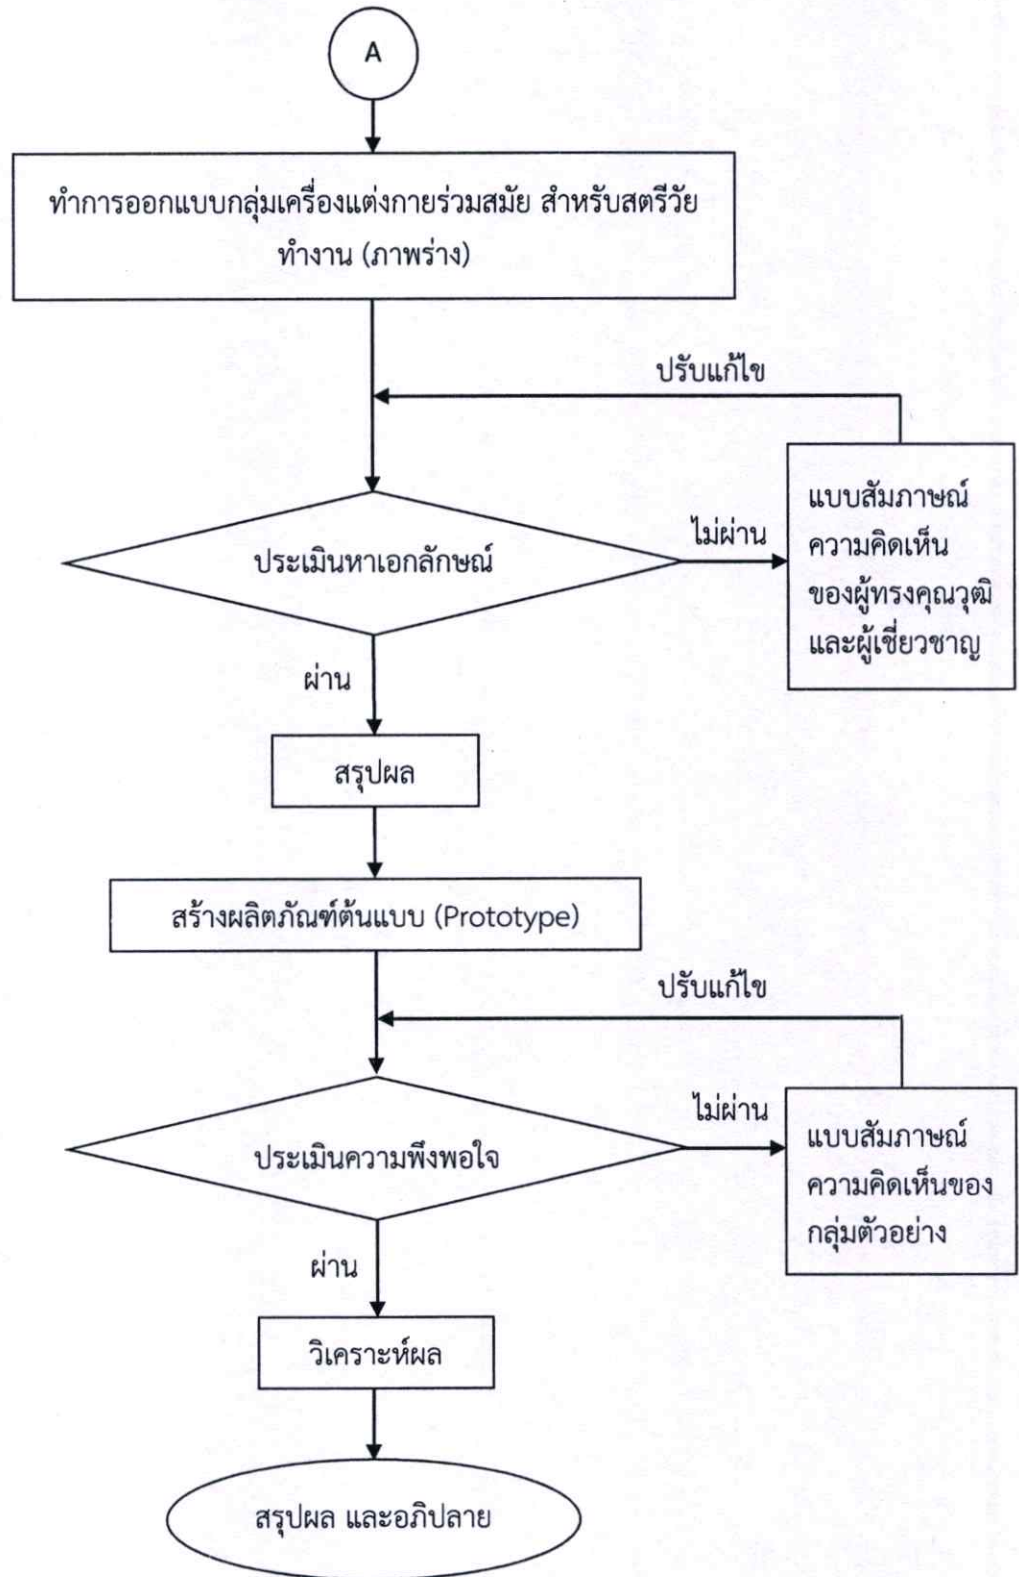 A
ทำการออกแบบกลุ่มเครื่องแต่งกายร่วมสมัย สำหรับสตรีวัย
ทำงาน (ภาพร่าง)
ปรับแก้ไข
ประเมินหาเอกลักษณ์
ไม่ผ่าน
แบบสัมภาษณ์
ความคิดเห็น
ของผู้ทรงคุณวุฒิ
และผู้เชี่ยวชาญ
ผ่าน
สรุปผล
สร้างผลิตภัณฑ์ต้นแบบ (Prototype)
ปรับแก้ไข
ประเมินความพึงพอใจ
ไม่ผ่าน
แบบสัมภาษณ์
ความคิดเห็นของ
กลุ่มตัวอย่าง
ผ่าน
วิเคราะห์ผล
สรุปผล และอภิปลาย